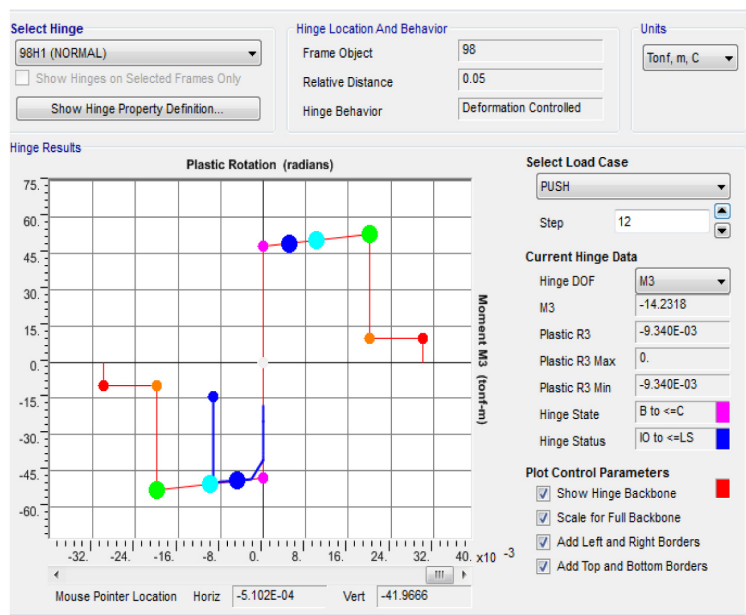 Select Hinge
98H1 (NORMAL)
Show Hinges on Selected Frames Only
Show Hinge Property Definition...
Hinge Location And Behavior
Frame Object 98
Relative Distance 0.05
Hinge Behavior Deformation Controlled
Units
Tonf, m, C
Hinge Results
Plastic Rotation (radians)
75.
60.
45.
30.
15.
0.
-15.
-30.
-45.
-60.
Moment M3 (tonf-m)
-32. -24. -16. -8. 0. 8. 16. 24. 32. 40. x10 -3
Mouse Pointer Location Horiz -5.102E-04 Vert -41.9666
Select Load Case
PUSH
Step 12
Current Hinge Data
Hinge DOF M3
M3 -14.2318
Plastic R3 -9.340E-03
Plastic R3 Max 0.
Plastic R3 Min -9.340E-03
Hinge State B to <=C
Hinge Status IO to <=LS
Plot Control Parameters
Show Hinge Backbone
Scale for Full Backbone
Add Left and Right Borders
Add Top and Bottom Borders